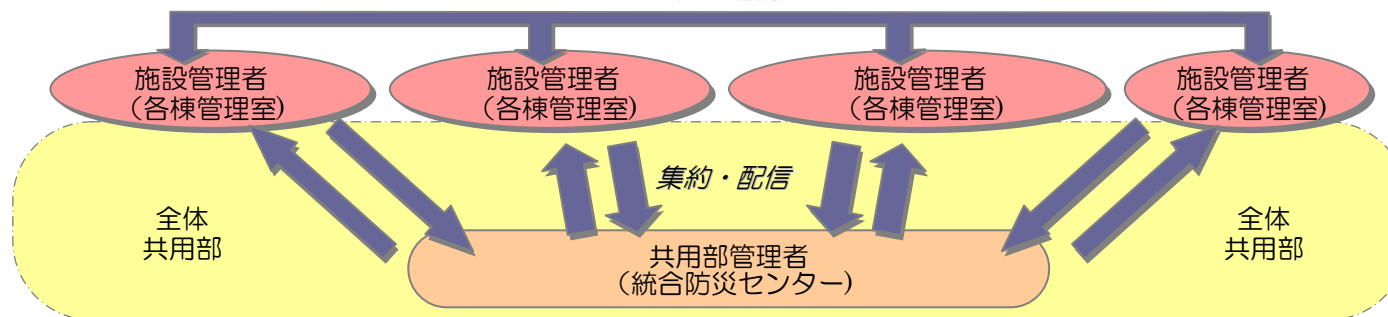 施設管理者
（各棟管理室)
施設管理者
（各棟管理室)
施設管理者
（各棟管理室)
施設管理者
（各棟管理室)
集約・配信
全体
共用部
全体
共用部
共用部管理者
（統合防災センター)